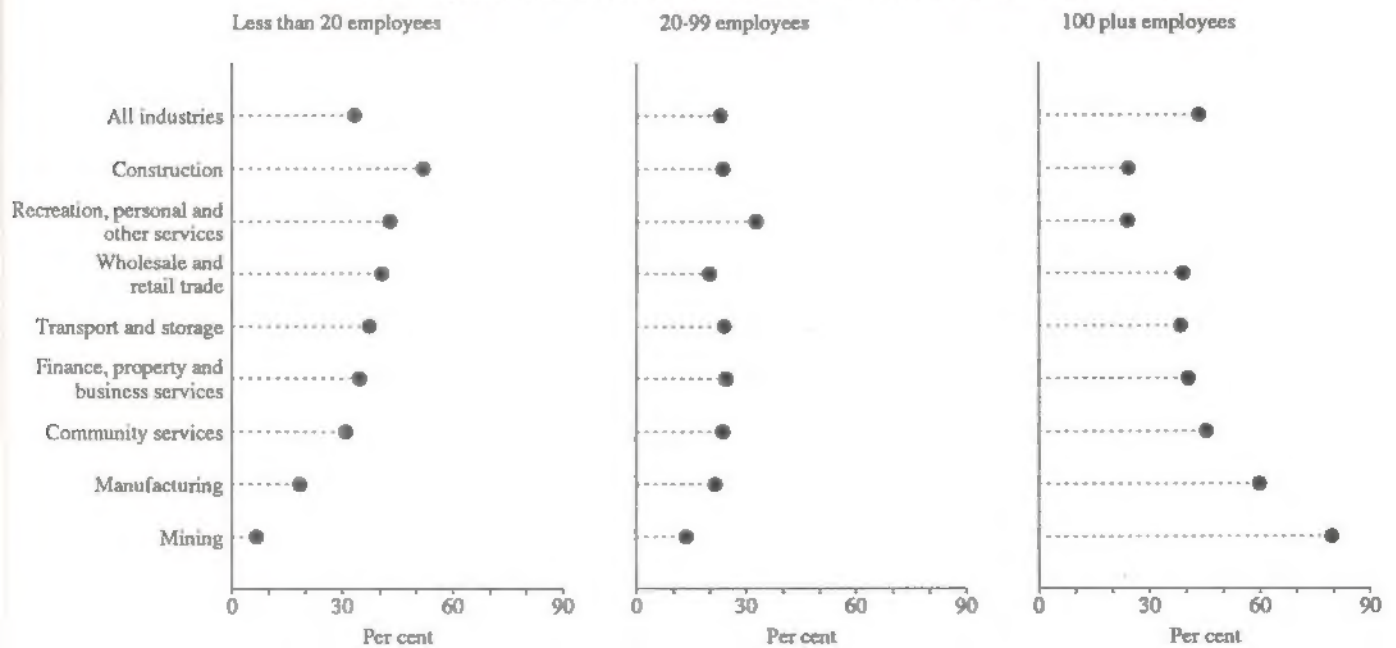 Less than 20 employees
20-99 employees
100 plus employees
All industries
Construction
Recreation, personal and
other services
Wholesale and
retail trade
Transport and storage
Finance, property and
business services
Community services
Manufacturing
Mining
0 30 60 90
Per cent
0 30 60 90
Per cent
0 30 60 90
Per cent